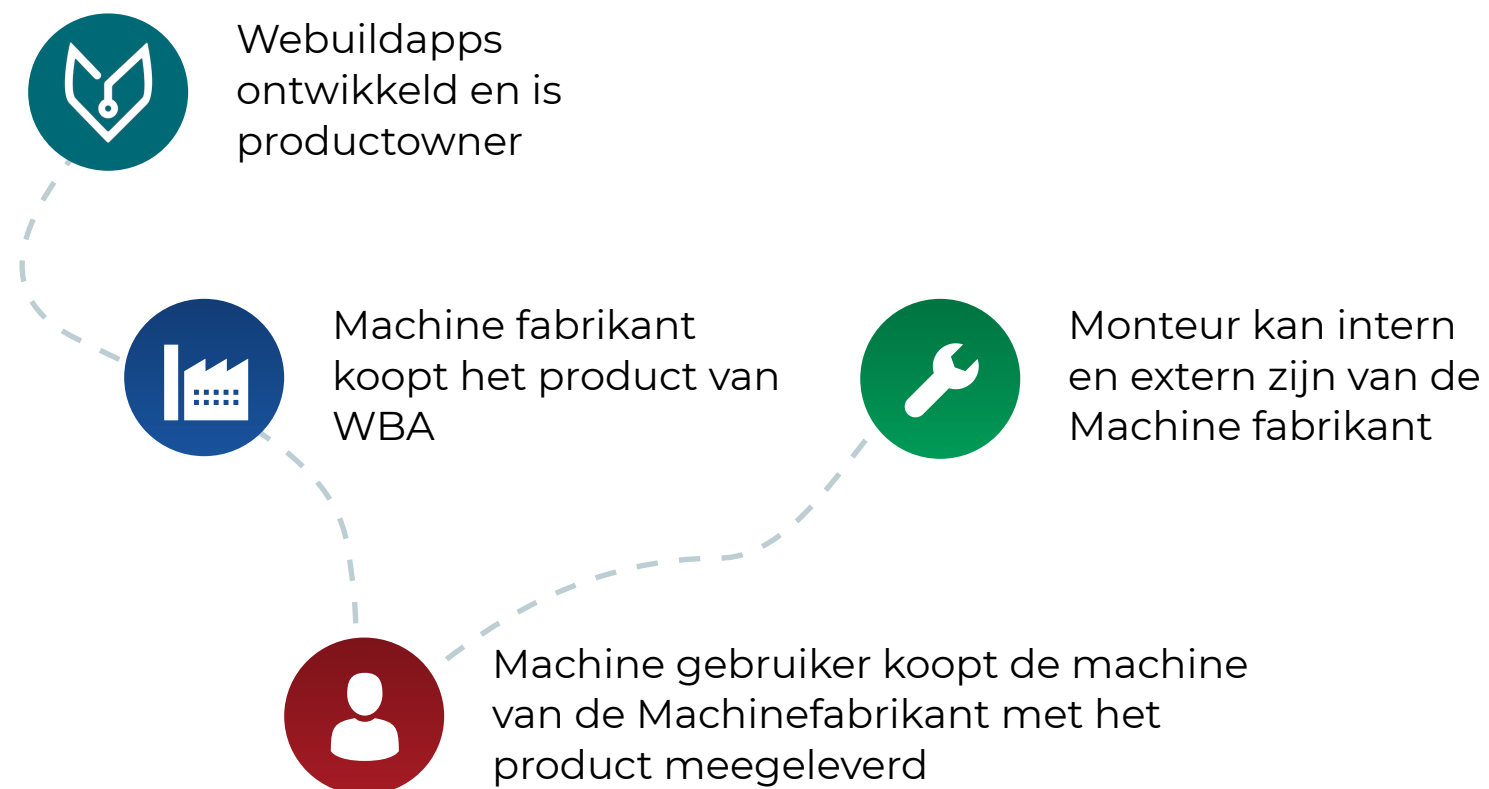 Webuildapps
ontwikkeld en is
productowner
Machine fabrikant
koopt het product van
WBA
Monteur kan intern
en extern zijn van de
Machine fabrikant
Machine gebruiker koopt de machine
van de Machinefabrikant met het
product meegeleverd